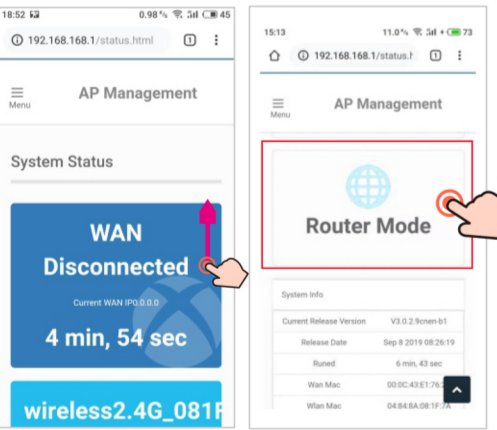 18:52 0.98 % 45
192.168.168.1/status.html 1
Menu
AP Management
System Status
WAN
Disconnected
Current WAN IP0.0.0.0
4 min, 54 sec
wireless2.4G_081F
15:13 11.0 % 73
192.168.168.1/status.h 1
Menu
AP Management
Router Mode
System Info
Current Release Version V3.0.2.9cnen-b1
Release Date Sep 8 2019 08:26:19
Runed 6 min, 43 sec
Wan Mac 00:0C:43:E1:76:2
Wlan Mac 04:84:8A:08:1F:2A